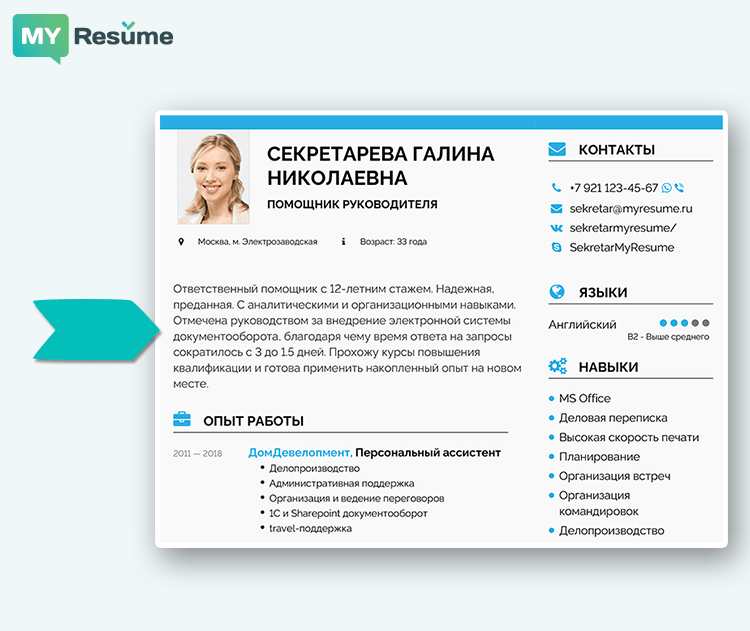 MY Resume
СЕКРЕТАРЕВА ГАЛИНА
НИКОЛАЕВНА
ПОМОЩНИК РУКОВОДИТЕЛЯ
Москва, м. Электрозаводская
Возраст: 33 года
Ответственный помощник с 12-летним стажем. Надежная,
преданная. С аналитическими и организационными навыками.
Отмечена руководством за внедрение электронной системы
документооборота, благодаря чему время ответа на запросы
сократилось с 3 до 1.5 дней. Прохожу курсы повышения
квалификации и готова применить накопленный опыт на новом
месте.
ОПЫТ РАБОТЫ
2011 — 2018
ДомДевелопмент, Персональный ассистент
• Делопроизводство
• Административная поддержка
• Организация и ведение переговоров
• 1С и Sharepoint документооборот
• travel-поддержка
КОНТАКТЫ
+7 921 123-45-67
sekretar@myresume.ru
sekretarmyresume/
SekretarMyResume
ЯЗЫКИ
Английский
B2 - Выше среднего
НАВЫКИ
• MS Office
• Деловая переписка
• Высокая скорость печати
• Планирование
• Организация встреч
• Организация
командировок
• Делопроизводство